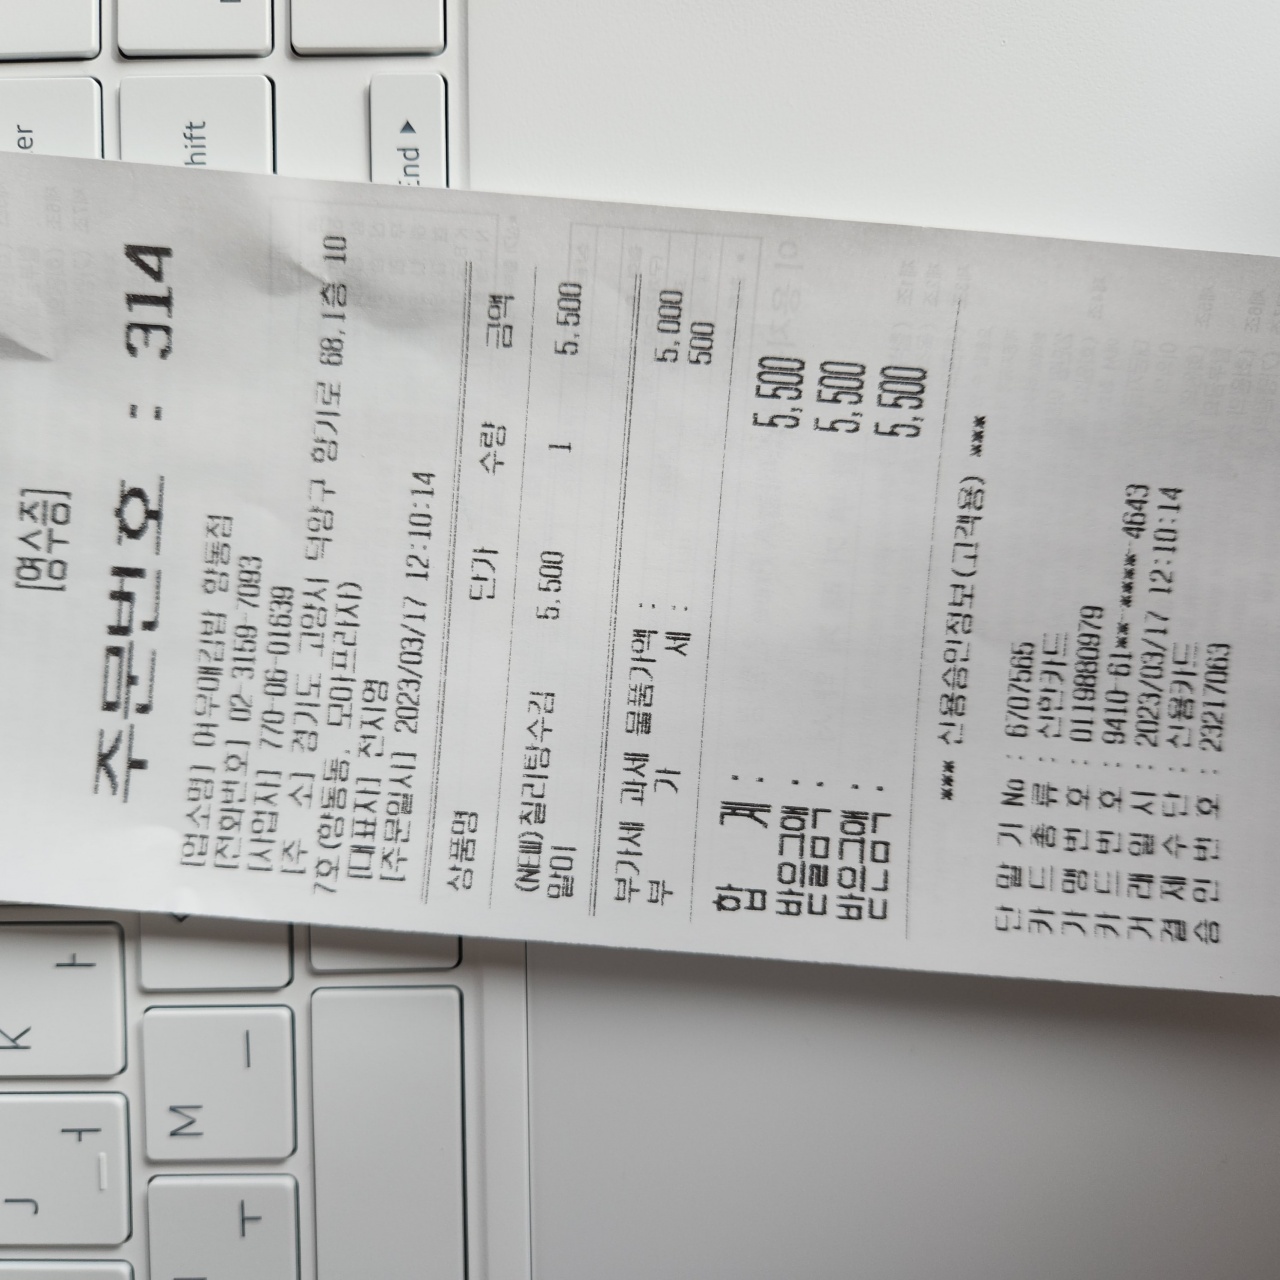 [영수증]
주문번호 : 314
[업소명] 여우애김밥 향동점
[전화번호] 02-3159-7093
[사업자] 770-06-01639
[주 소] 경기도 고양시 덕양구 향기로 68,1층 10
7호(향동동, 모아프라자)
[대표자] 전지영
[주문일시] 2023/03/17 12:10:14
상품명 단가 수량 금액
(NEW)칠리탕수김 5,500 1 5,500
말이
부가세 과세 물품가액 : 5,000
부 가 세 : 500
합 계 : 5,500
받을금액 : 5,500
받은금액 : 5,500
*** 신용승인정보(고객용) ***
단 말 기 No : 6707565
카 드 종 류 : 신한카드
가 맹 번 호 : 0119880979
카 드 번 호 : 9410-61**-****-4643
거 래 일 시 : 2023/03/17 12:10:14
결 제 수 단 : 신용카드
승 인 번 호 : 23217063
er
hift
End ▶
K ㅏ
J ㅓ
M ㅡ
ㅜ